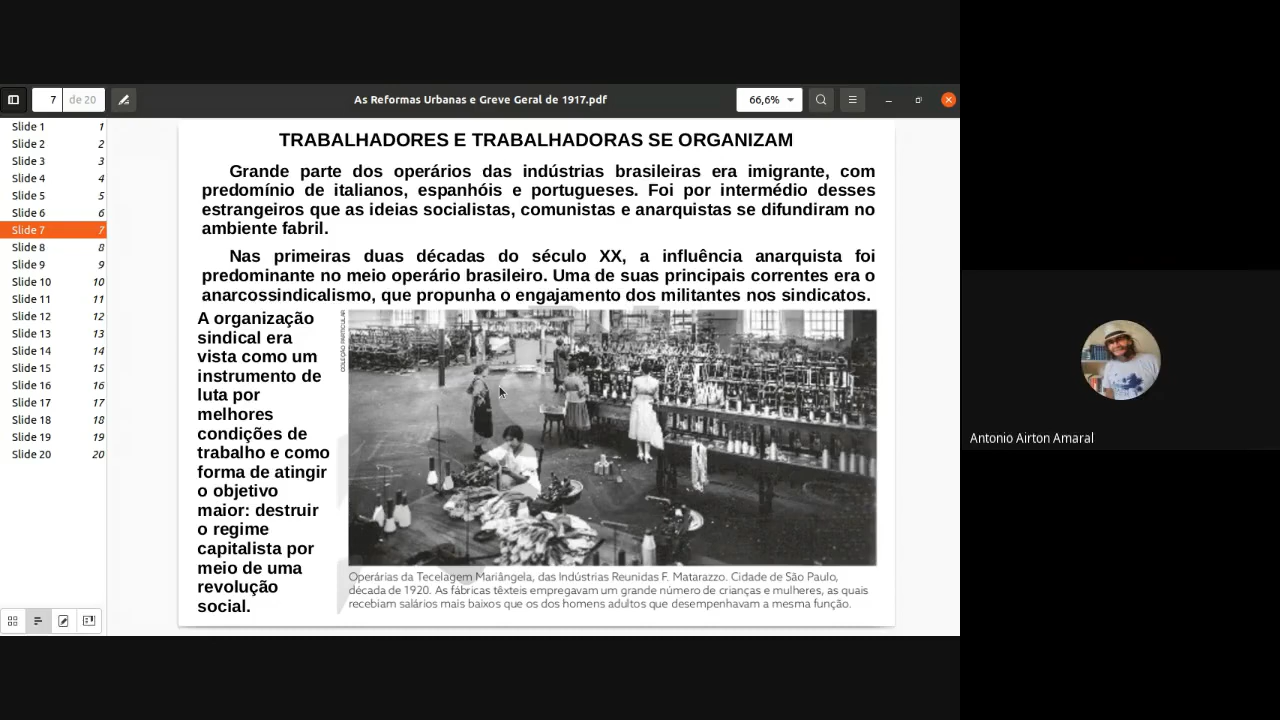 7 de 20
As Reformas Urbanas e Greve Geral de 1917.pdf
66,6%
Slide 1 1
Slide 2 2
Slide 3 3
Slide 4 4
Slide 5 5
Slide 6 6
Slide 7 7
Slide 8 8
Slide 9 9
Slide 10 10
Slide 11 11
Slide 12 12
Slide 13 13
Slide 14 14
Slide 15 15
Slide 16 16
Slide 17 17
Slide 18 18
Slide 19 19
Slide 20 20
TRABALHADORES E TRABALHADORAS SE ORGANIZAM
Grande parte dos operários das indústrias brasileiras era imigrante, com
predomínio de italianos, espanhóis e portugueses. Foi por intermédio desses
estrangeiros que as ideias socialistas, comunistas e anarquistas se difundiram no
ambiente fabril.
Nas primeiras duas décadas do século XX, a influência anarquista foi
predominante no meio operário brasileiro. Uma de suas principais correntes era o
anarcossindicalismo, que propunha o engajamento dos militantes nos sindicatos.
A organização
sindical era
vista como um
instrumento de
luta por
melhores
condições de
trabalho e como
forma de atingir
o objetivo
maior: destruir
o regime
capitalista por
meio de uma
revolução
social.
COLEÇÃO PARTICULAR
Operárias da Tecelagem Mariângela, das Indústrias Reunidas F. Matarazzo. Cidade de São Paulo,
década de 1920. As fábricas têxteis empregavam um grande número de crianças e mulheres, as quais
recebiam salários mais baixos que os dos homens adultos que desempenhavam a mesma função.
Antonio Airton Amaral